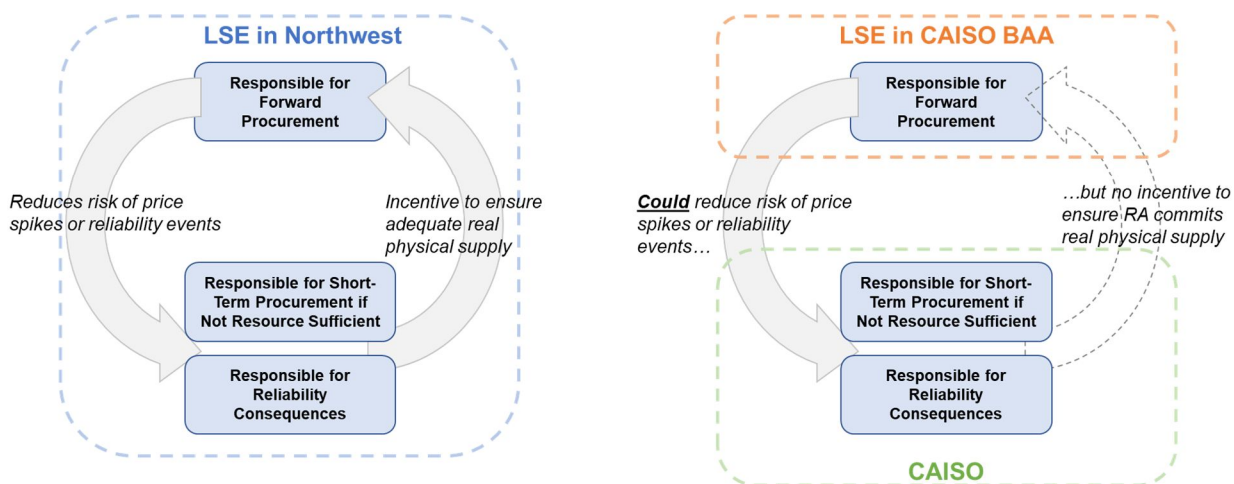 LSE in Northwest
Responsible for
Forward
Procurement
Reduces risk of price
spikes or reliability events
Incentive to ensure
adequate real
physical supply
Responsible for Short-
Term Procurement if
Not Resource Sufficient
Responsible for
Reliability
Consequences
LSE in CAISO BAA
Responsible for
Forward
Procurement
Could reduce risk of price
spikes or reliability
events…
…but no incentive to
ensure RA commits
real physical supply
Responsible for Short-
Term Procurement if
Not Resource Sufficient
Responsible for
Reliability
Consequences
CAISO